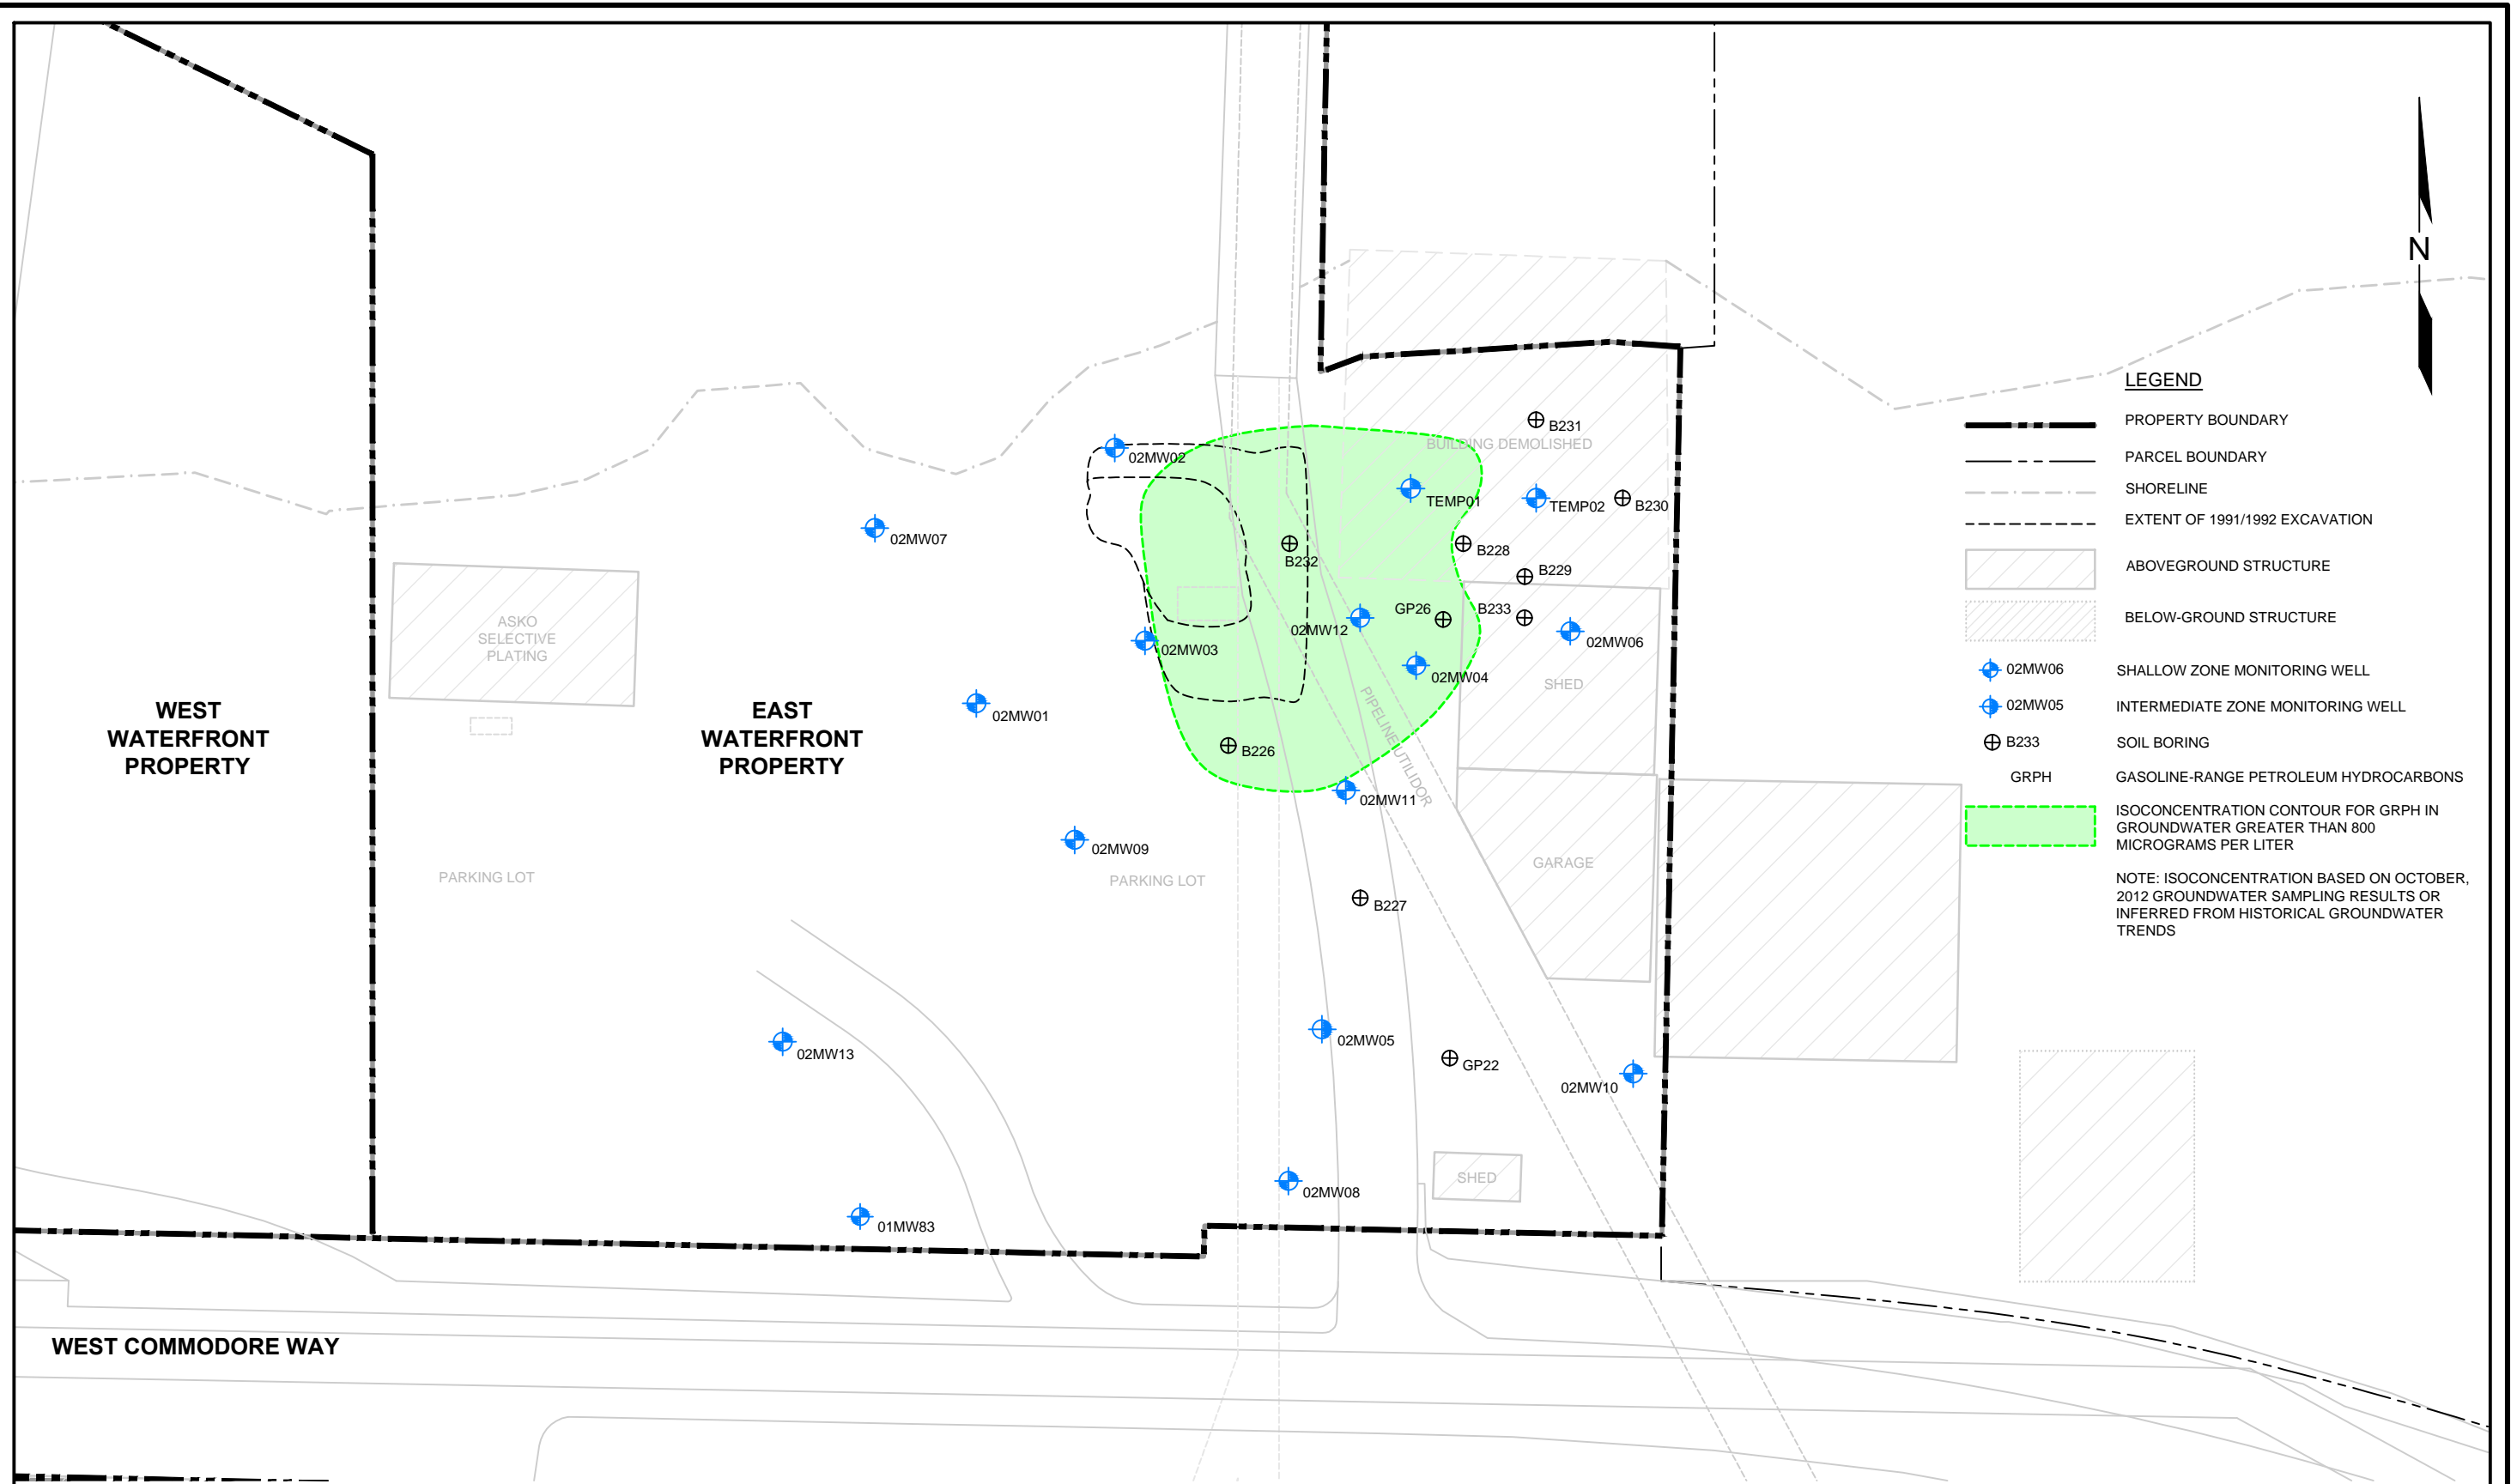 N
LEGEND
PROPERTY BOUNDARY
PARCEL BOUNDARY
SHORELINE
EXTENT OF 1991/1992 EXCAVATION
ABOVEGROUND STRUCTURE
BELOW-GROUND STRUCTURE
02MW06 SHALLOW ZONE MONITORING WELL
02MW05 INTERMEDIATE ZONE MONITORING WELL
B233 SOIL BORING
GRPH GASOLINE-RANGE PETROLEUM HYDROCARBONS
ISOCONCENTRATION CONTOUR FOR GRPH IN
GROUNDWATER GREATER THAN 800
MICROGRAMS PER LITER
NOTE: ISOCONCENTRATION BASED ON OCTOBER,
2012 GROUNDWATER SAMPLING RESULTS OR
INFERRED FROM HISTORICAL GROUNDWATER
TRENDS
B231
BUILDING DEMOLISHED
02MW02
TEMP01
TEMP02
B230
02MW07
B232
B228
B229
GP26
B233
02MW12
02MW06
ASKO
SELECTIVE
PLATING
02MW03
02MW04
SHED
PIPELINE/UTILIDOR
WEST
WATERFRONT
PROPERTY
EAST
WATERFRONT
PROPERTY
02MW01
B226
02MW11
02MW09
GARAGE
PARKING LOT
PARKING LOT
B227
02MW13
02MW05
GP22
02MW10
SHED
02MW08
01MW83
WEST COMMODORE WAY